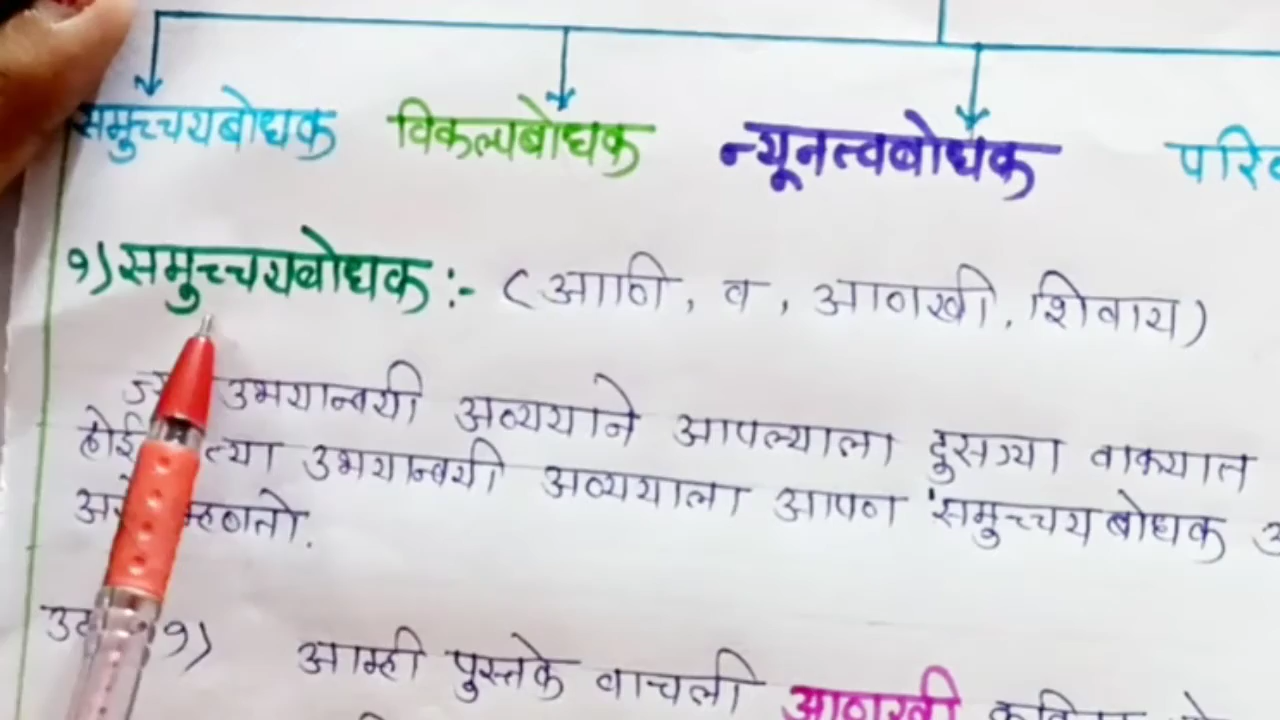 समुच्चयबोधक विकल्पबोधक न्यूनत्वबोधक
१) समुच्चयबोधक :- (आणि, व, आणखी, शिवाय)
उभयान्वयी अव्ययाने आपल्याला दुसऱ्या वाक्यात
त्या उभयान्वयी अव्ययाला आपण 'समुच्चयबोधक
म्हणतो.
१) आम्ही पुस्तके वाचली आणखी